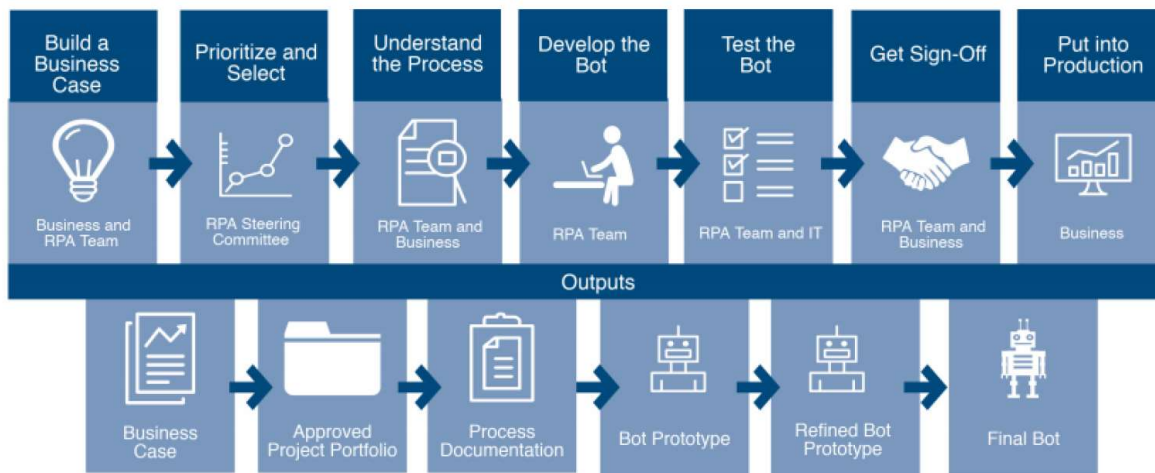 Build a
Business
Case
Prioritize and
Select
Understand
the Process
Develop the
Bot
Test the
Bot
Get Sign-Off
Put into
Production
Business and
RPA Team
RPA Steering
Committee
RPA Team and
Business
RPA Team
RPA Team and IT
RPA Team and
Business
Business
Outputs
Business
Case
Approved
Project Portfolio
Process
Documentation
Bot Prototype
Refined Bot
Prototype
Final Bot